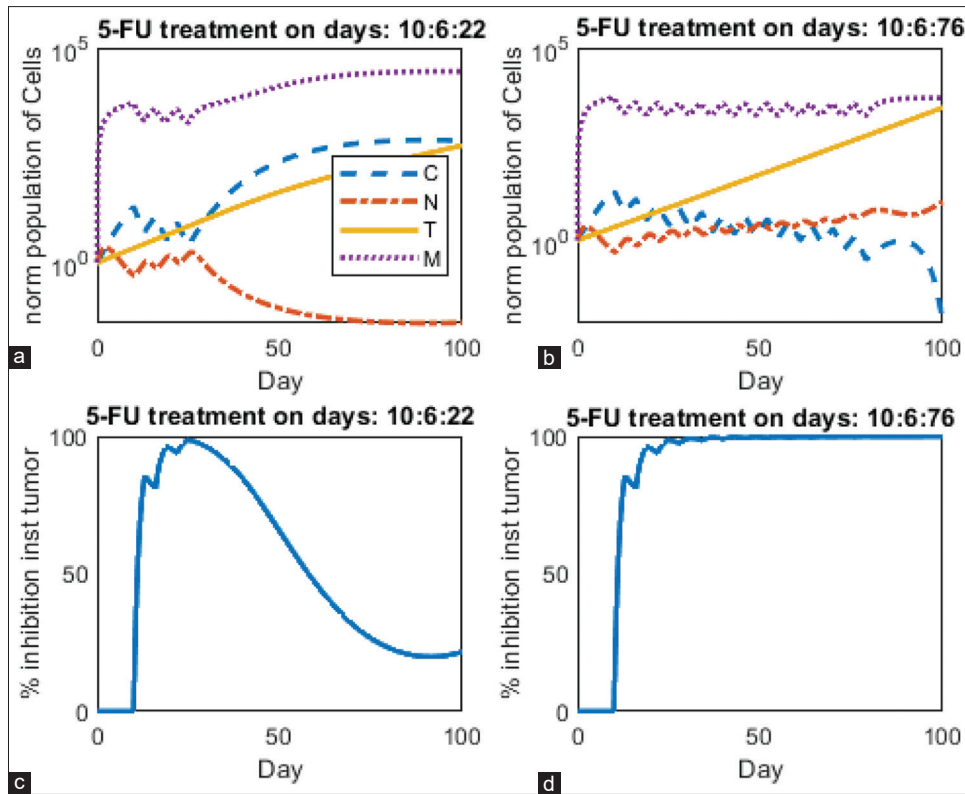 5-FU treatment on days: 10:6:22
norm population of Cells
10^5
10^0
C
N
T
M
0
50
100
Day
a
5-FU treatment on days: 10:6:76
norm population of Cells
10^5
10^0
0
50
100
Day
b
5-FU treatment on days: 10:6:22
% inhibition inst tumor
100
50
0
0
50
100
Day
c
5-FU treatment on days: 10:6:76
% inhibition inst tumor
100
50
0
0
50
100
Day
d